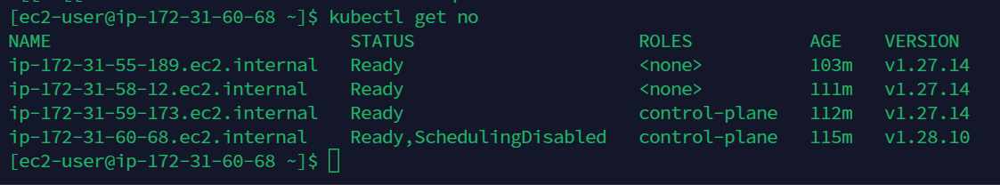 [ec2-user@ip-172-31-60-68 ~]$ kubectl get no
NAME STATUS ROLES AGE VERSION
ip-172-31-55-189.ec2.internal Ready <none> 103m v1.27.14
ip-172-31-58-12.ec2.internal Ready <none> 111m v1.27.14
ip-172-31-59-173.ec2.internal Ready control-plane 112m v1.27.14
ip-172-31-60-68.ec2.internal Ready,SchedulingDisabled control-plane 115m v1.28.10
[ec2-user@ip-172-31-60-68 ~]$